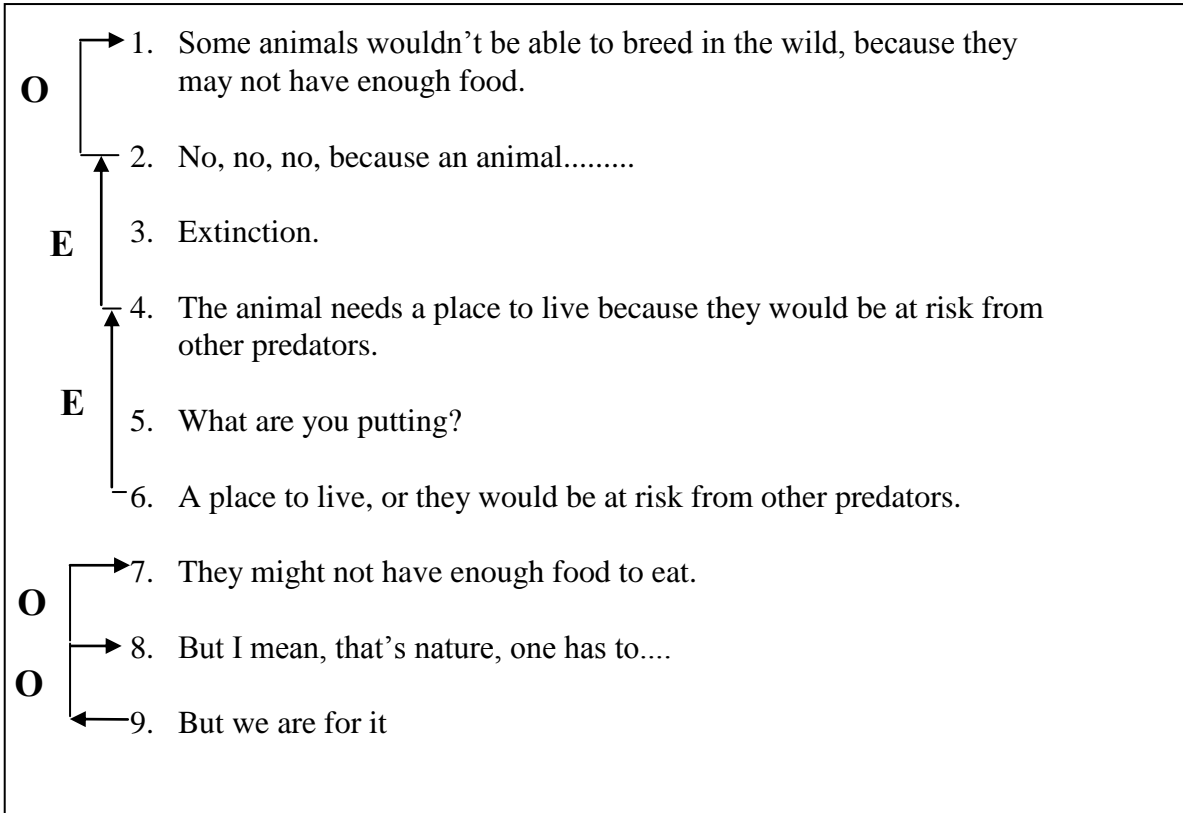 1. Some animals wouldn’t be able to breed in the wild, because they
O
may not have enough food.
2. No, no, no, because an animal.........
E
3. Extinction.
4. The animal needs a place to live because they would be at risk from
other predators.
E
5. What are you putting?
6. A place to live, or they would be at risk from other predators.
7. They might not have enough food to eat.
O
8. But I mean, that’s nature, one has to....
O
9. But we are for it